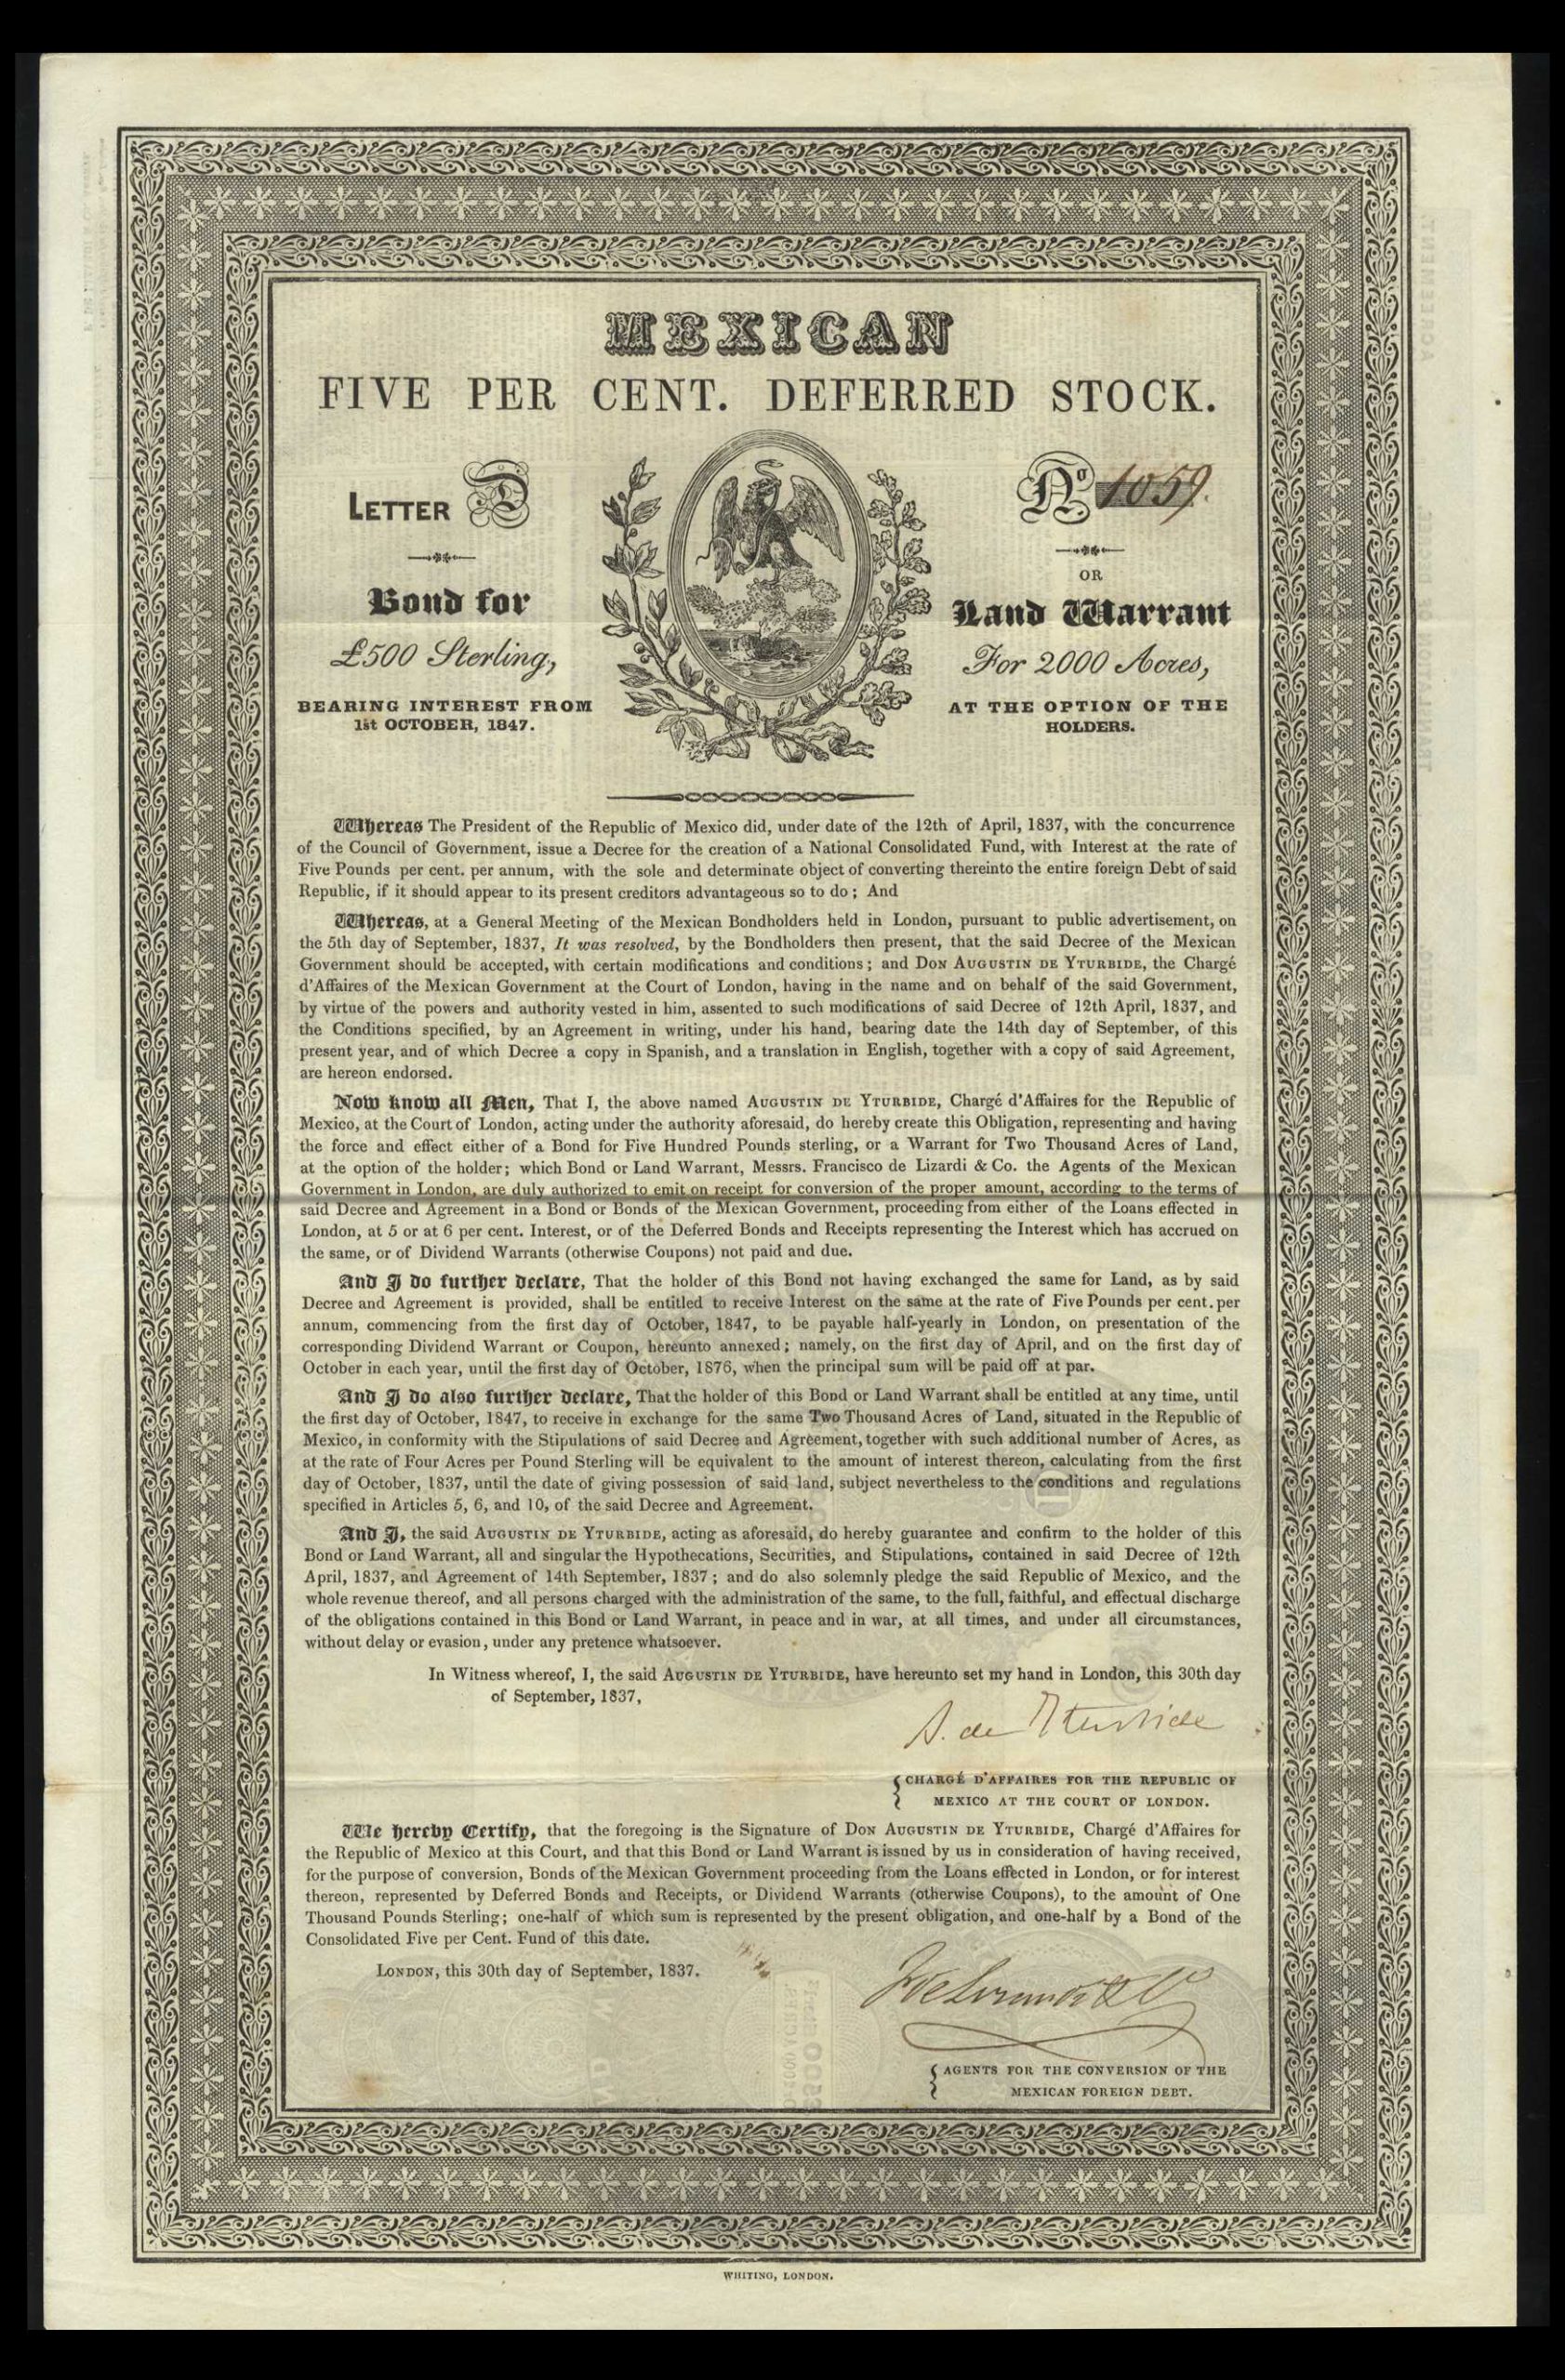 MEXICAN
FIVE PER CENT. DEFERRED STOCK.
LETTER D
Bond for
£500 Sterling,
BEARING INTEREST FROM
1st OCTOBER, 1847.
No 1059.
OR
Land Warrant
For 2000 Acres,
AT THE OPTION OF THE
HOLDERS.
Whereas The President of the Republic of Mexico did, under date of the 12th of April, 1837, with the concurrence
of the Council of Government, issue a Decree for the creation of a National Consolidated Fund, with Interest at the rate of
Five Pounds per cent. per annum, with the sole and determinate object of converting thereinto the entire foreign Debt of said
Republic, if it should appear to its present creditors advantageous so to do; And
Whereas, at a General Meeting of the Mexican Bondholders held in London, pursuant to public advertisement, on
the 5th day of September, 1837, It was resolved, by the Bondholders then present, that the said Decree of the Mexican
Government should be accepted, with certain modifications and conditions; and DON AUGUSTIN DE YTURBIDE, the Chargé
d'Affaires of the Mexican Government at the Court of London, having in the name and on behalf of the said Government,
by virtue of the powers and authority vested in him, assented to such modifications of said Decree of 12th April, 1837, and
the Conditions specified, by an Agreement in writing, under his hand, bearing date the 14th day of September, of this
present year, and of which Decree a copy in Spanish, and a translation in English, together with a copy of said Agreement,
are hereon endorsed.
Now know all Men, That I, the above named AUGUSTIN DE YTURBIDE, Chargé d'Affaires for the Republic of
Mexico, at the Court of London, acting under the authority aforesaid, do hereby create this Obligation, representing and having
the force and effect either of a Bond for Five Hundred Pounds sterling, or a Warrant for Two Thousand Acres of Land,
at the option of the holder; which Bond or Land Warrant, Messrs. Francisco de Lizardi & Co. the Agents of the Mexican
Government in London, are duly authorized to emit on receipt for conversion of the proper amount, according to the terms of
said Decree and Agreement in a Bond or Bonds of the Mexican Government, proceeding from either of the Loans effected in
London, at 5 or at 6 per cent. Interest, or of the Deferred Bonds and Receipts representing the Interest which has accrued on
the same, or of Dividend Warrants (otherwise Coupons) not paid and due.
And I do further declare, That the holder of this Bond not having exchanged the same for Land, as by said
Decree and Agreement is provided, shall be entitled to receive Interest on the same at the rate of Five Pounds per cent. per
annum, commencing from the first day of October, 1847, to be payable half-yearly in London, on presentation of the
corresponding Dividend Warrant or Coupon, hereunto annexed; namely, on the first day of April, and on the first day of
October in each year, until the first day of October, 1876, when the principal sum will be paid off at par.
And I do also further declare, That the holder of this Bond or Land Warrant shall be entitled at any time, until
the first day of October, 1847, to receive in exchange for the same Two Thousand Acres of Land, situated in the Republic of
Mexico, in conformity with the Stipulations of said Decree and Agreement, together with such additional number of Acres, as
at the rate of Four Acres per Pound Sterling will be equivalent to the amount of interest thereon, calculating from the first
day of October, 1837, until the date of giving possession of said land, subject nevertheless to the conditions and regulations
specified in Articles 5, 6, and 10, of the said Decree and Agreement.
And I, the said AUGUSTIN DE YTURBIDE, acting as aforesaid, do hereby guarantee and confirm to the holder of this
Bond or Land Warrant, all and singular the Hypothecations, Securities, and Stipulations, contained in said Decree of 12th
April, 1837, and Agreement of 14th September, 1837; and do also solemnly pledge the said Republic of Mexico, and the
whole revenue thereof, and all persons charged with the administration of the same, to the full, faithful, and effectual discharge
of the obligations contained in this Bond or Land Warrant, in peace and in war, at all times, and under all circumstances,
without delay or evasion, under any pretence whatsoever.
In Witness whereof, I, the said AUGUSTIN DE YTURBIDE, have hereunto set my hand in London, this 30th day
of September, 1837,
A. de Yturbide
CHARGÉ D'AFFAIRES FOR THE REPUBLIC OF
MEXICO AT THE COURT OF LONDON.
We hereby Certify, that the foregoing is the Signature of DON AUGUSTIN DE YTURBIDE, Chargé d'Affaires for
the Republic of Mexico at this Court, and that this Bond or Land Warrant is issued by us in consideration of having received,
for the purpose of conversion, Bonds of the Mexican Government proceeding from the Loans effected in London, or for interest
thereon, represented by Deferred Bonds and Receipts, or Dividend Warrants (otherwise Coupons), to the amount of One
Thousand Pounds Sterling; one-half of which sum is represented by the present obligation, and one-half by a Bond of the
Consolidated Five per Cent. Fund of this date.
LONDON, this 30th day of September, 1837.
AGENTS FOR THE CONVERSION OF THE
MEXICAN FOREIGN DEBT.
WHITING, LONDON.